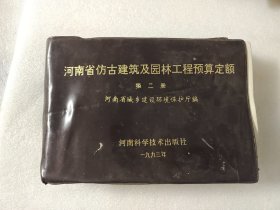 河南省仿古建筑及园林工程预算定额
第二册
河南省城乡建设环境保护厅编
河南科学技术出版社
一九九三年